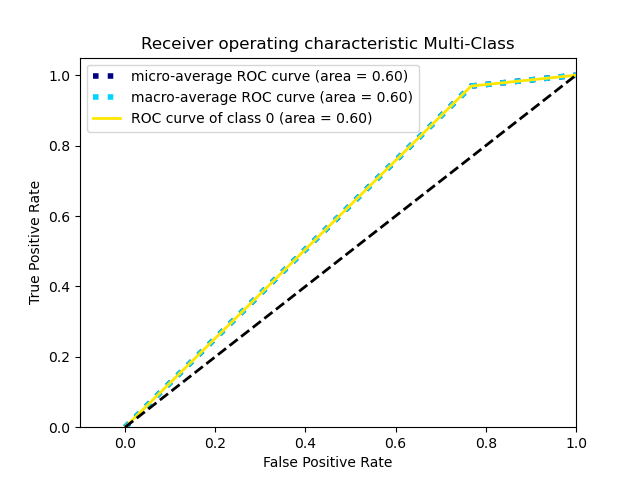 Receiver operating characteristic Multi-Class
1.0
0.8
0.6
0.4
0.2
0.0
True Positive Rate
micro-average ROC curve (area = 0.60)
macro-average ROC curve (area = 0.60)
ROC curve of class 0 (area = 0.60)
0.0 0.2 0.4 0.6 0.8 1.0
False Positive Rate